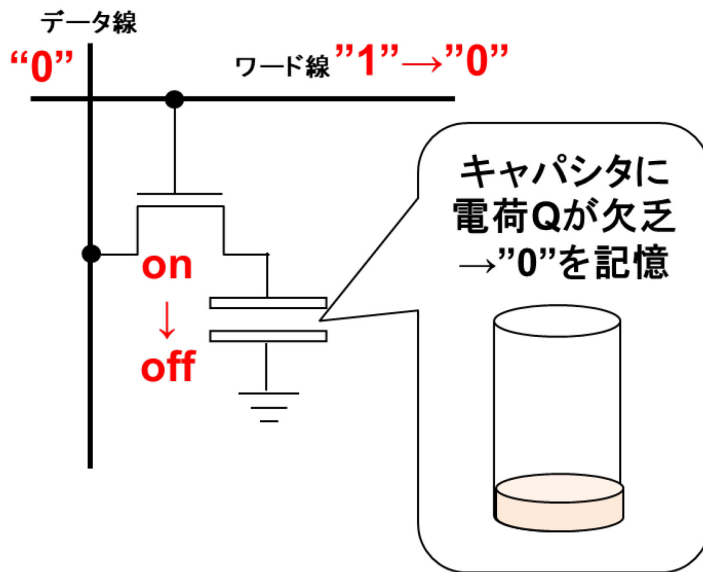 データ線
“0”
ワード線”1”→”0”
on
↓
off
キャパシタに
電荷Qが欠乏
→”0”を記憶